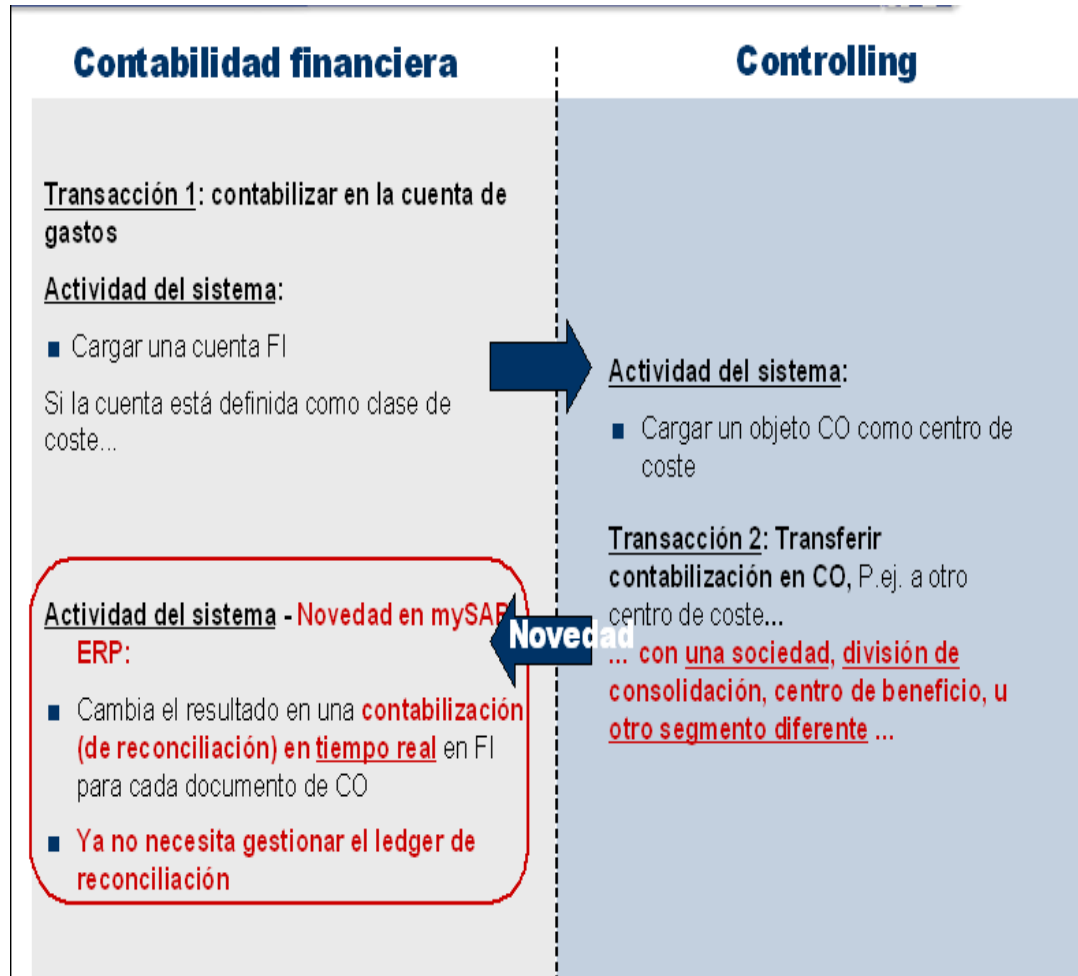 Contabilidad financiera
Transacción 1: contabilizar en la cuenta de
gastos
Actividad del sistema:
Cargar una cuenta FI
Si la cuenta está definida como clase de
coste...
Actividad del sistema - Novedad en mySAP
ERP:
Cambia el resultado en una contabilización
(de reconciliación) en tiempo real en FI
para cada documento de CO
Ya no necesita gestionar el ledger de
reconciliación
Controlling
Actividad del sistema:
Cargar un objeto CO como centro de
coste
Transacción 2: Transferir
contabilización en CO, P.ej. a otro
centro de coste...
Novedad
... con una sociedad, división de
consolidación, centro de beneficio, u
otro segmento diferente ...